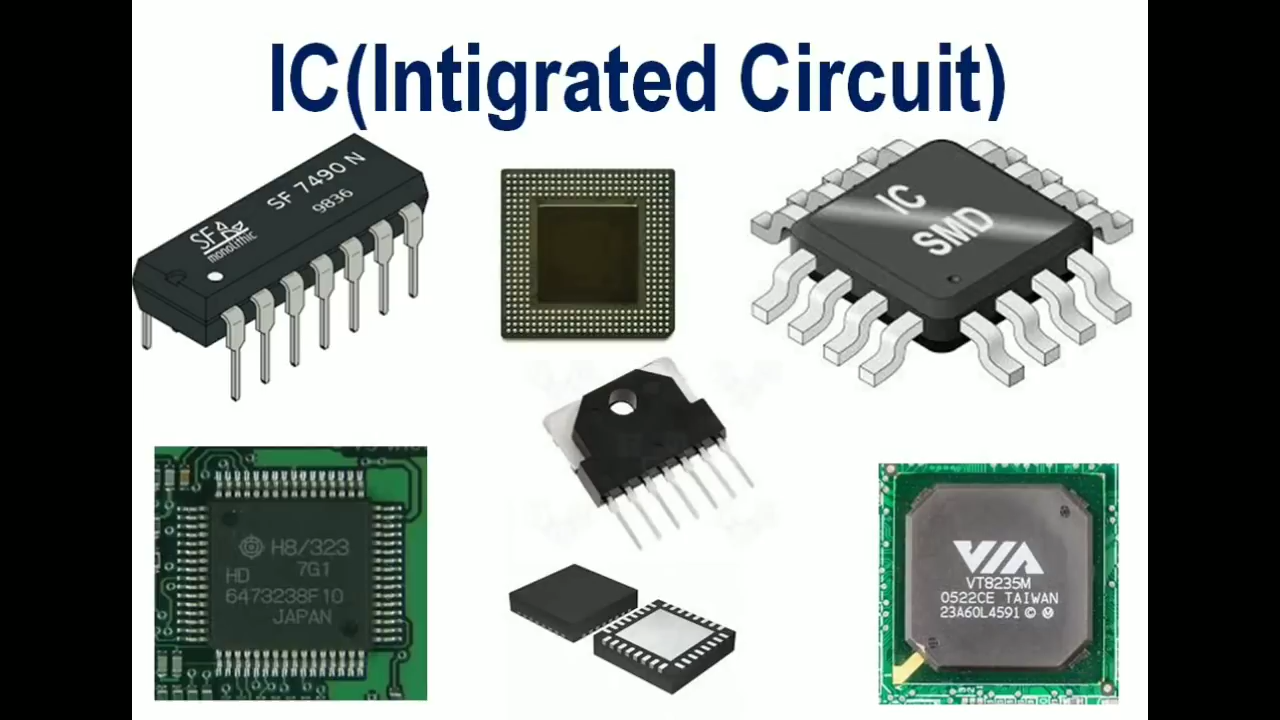 IC(Intigrated Circuit)
SF 7490 N
9836
SF
monolithic
IC
SMD
H8/323
7G1
HD
6473238F10
JAPAN
VIA
VT8235M
0522CE TAIWAN
23A60L4591 © Ⓜ